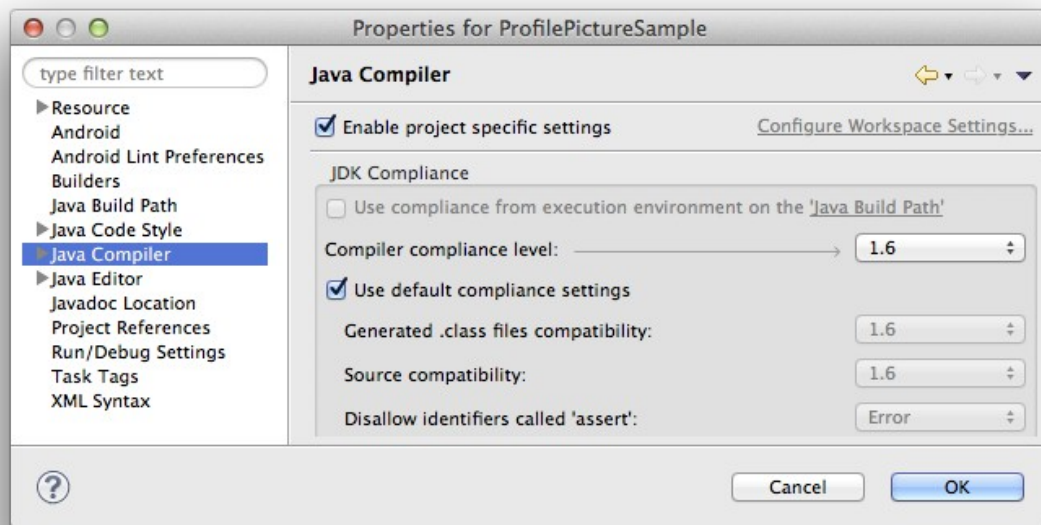 Properties for ProfilePictureSample
type filter text
Resource
Android
Android Lint Preferences
Builders
Java Build Path
Java Code Style
Java Compiler
Java Editor
Javadoc Location
Project References
Run/Debug Settings
Task Tags
XML Syntax
Java Compiler
Enable project specific settings Configure Workspace Settings...
JDK Compliance
Use compliance from execution environment on the 'Java Build Path'
Compiler compliance level: 1.6
Use default compliance settings
Generated .class files compatibility: 1.6
Source compatibility: 1.6
Disallow identifiers called 'assert': Error
? Cancel OK